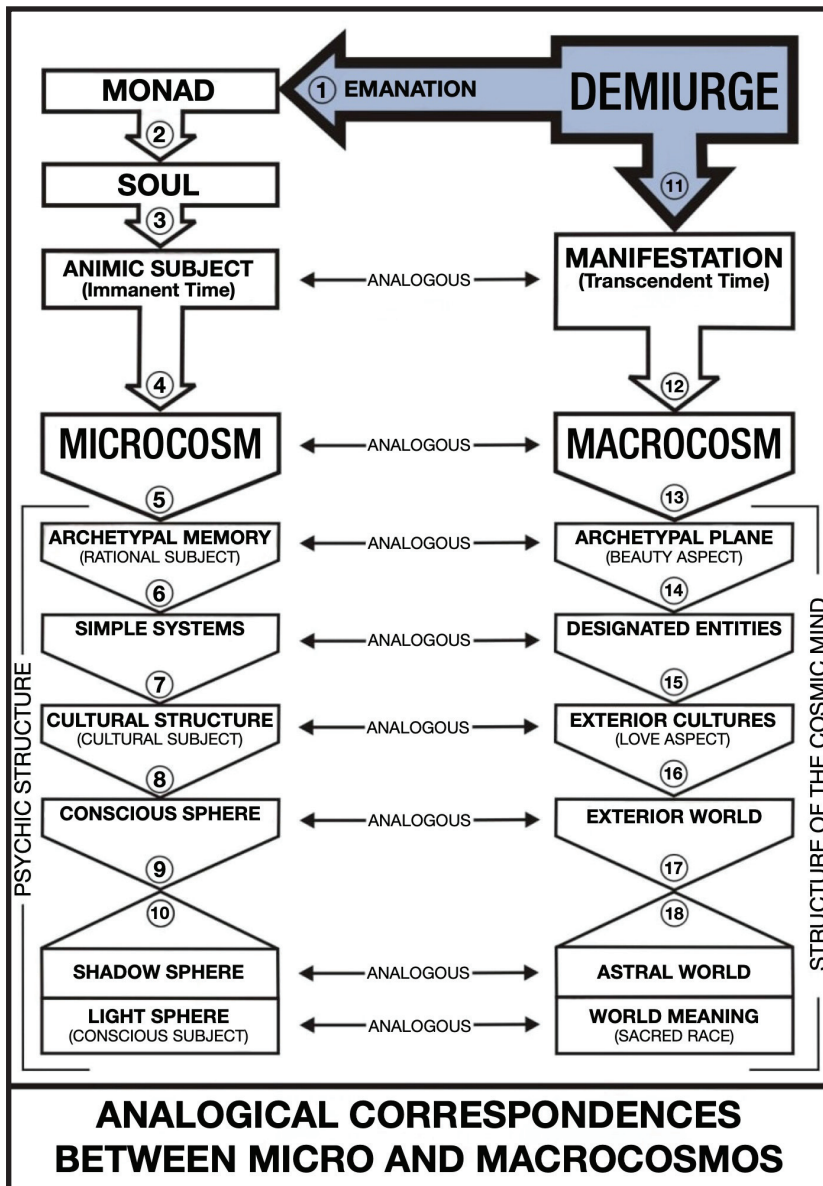 DEMIURGE
① EMANATION
MONAD
②
⑪
SOUL
③
ANIMIC SUBJECT
(Immanent Time)
ANALOGOUS
MANIFESTATION
(Transcendent Time)
④
⑫
MICROCOSM
ANALOGOUS
MACROCOSM
⑤
⑬
ARCHETYPAL MEMORY
(RATIONAL SUBJECT)
ANALOGOUS
ARCHETYPAL PLANE
(BEAUTY ASPECT)
⑥
⑭
SIMPLE SYSTEMS
ANALOGOUS
DESIGNATED ENTITIES
⑦
⑮
CULTURAL STRUCTURE
(CULTURAL SUBJECT)
ANALOGOUS
EXTERIOR CULTURES
(LOVE ASPECT)
⑧
⑯
CONSCIOUS SPHERE
ANALOGOUS
EXTERIOR WORLD
⑨
⑰
⑩
⑱
SHADOW SPHERE
ANALOGOUS
ASTRAL WORLD
LIGHT SPHERE
(CONSCIOUS SUBJECT)
ANALOGOUS
WORLD MEANING
(SACRED RACE)
PSYCHIC STRUCTURE
STRUCTURE OF THE COSMIC MIND
ANALOGICAL CORRESPONDENCES
BETWEEN MICRO AND MACROCOSMOS